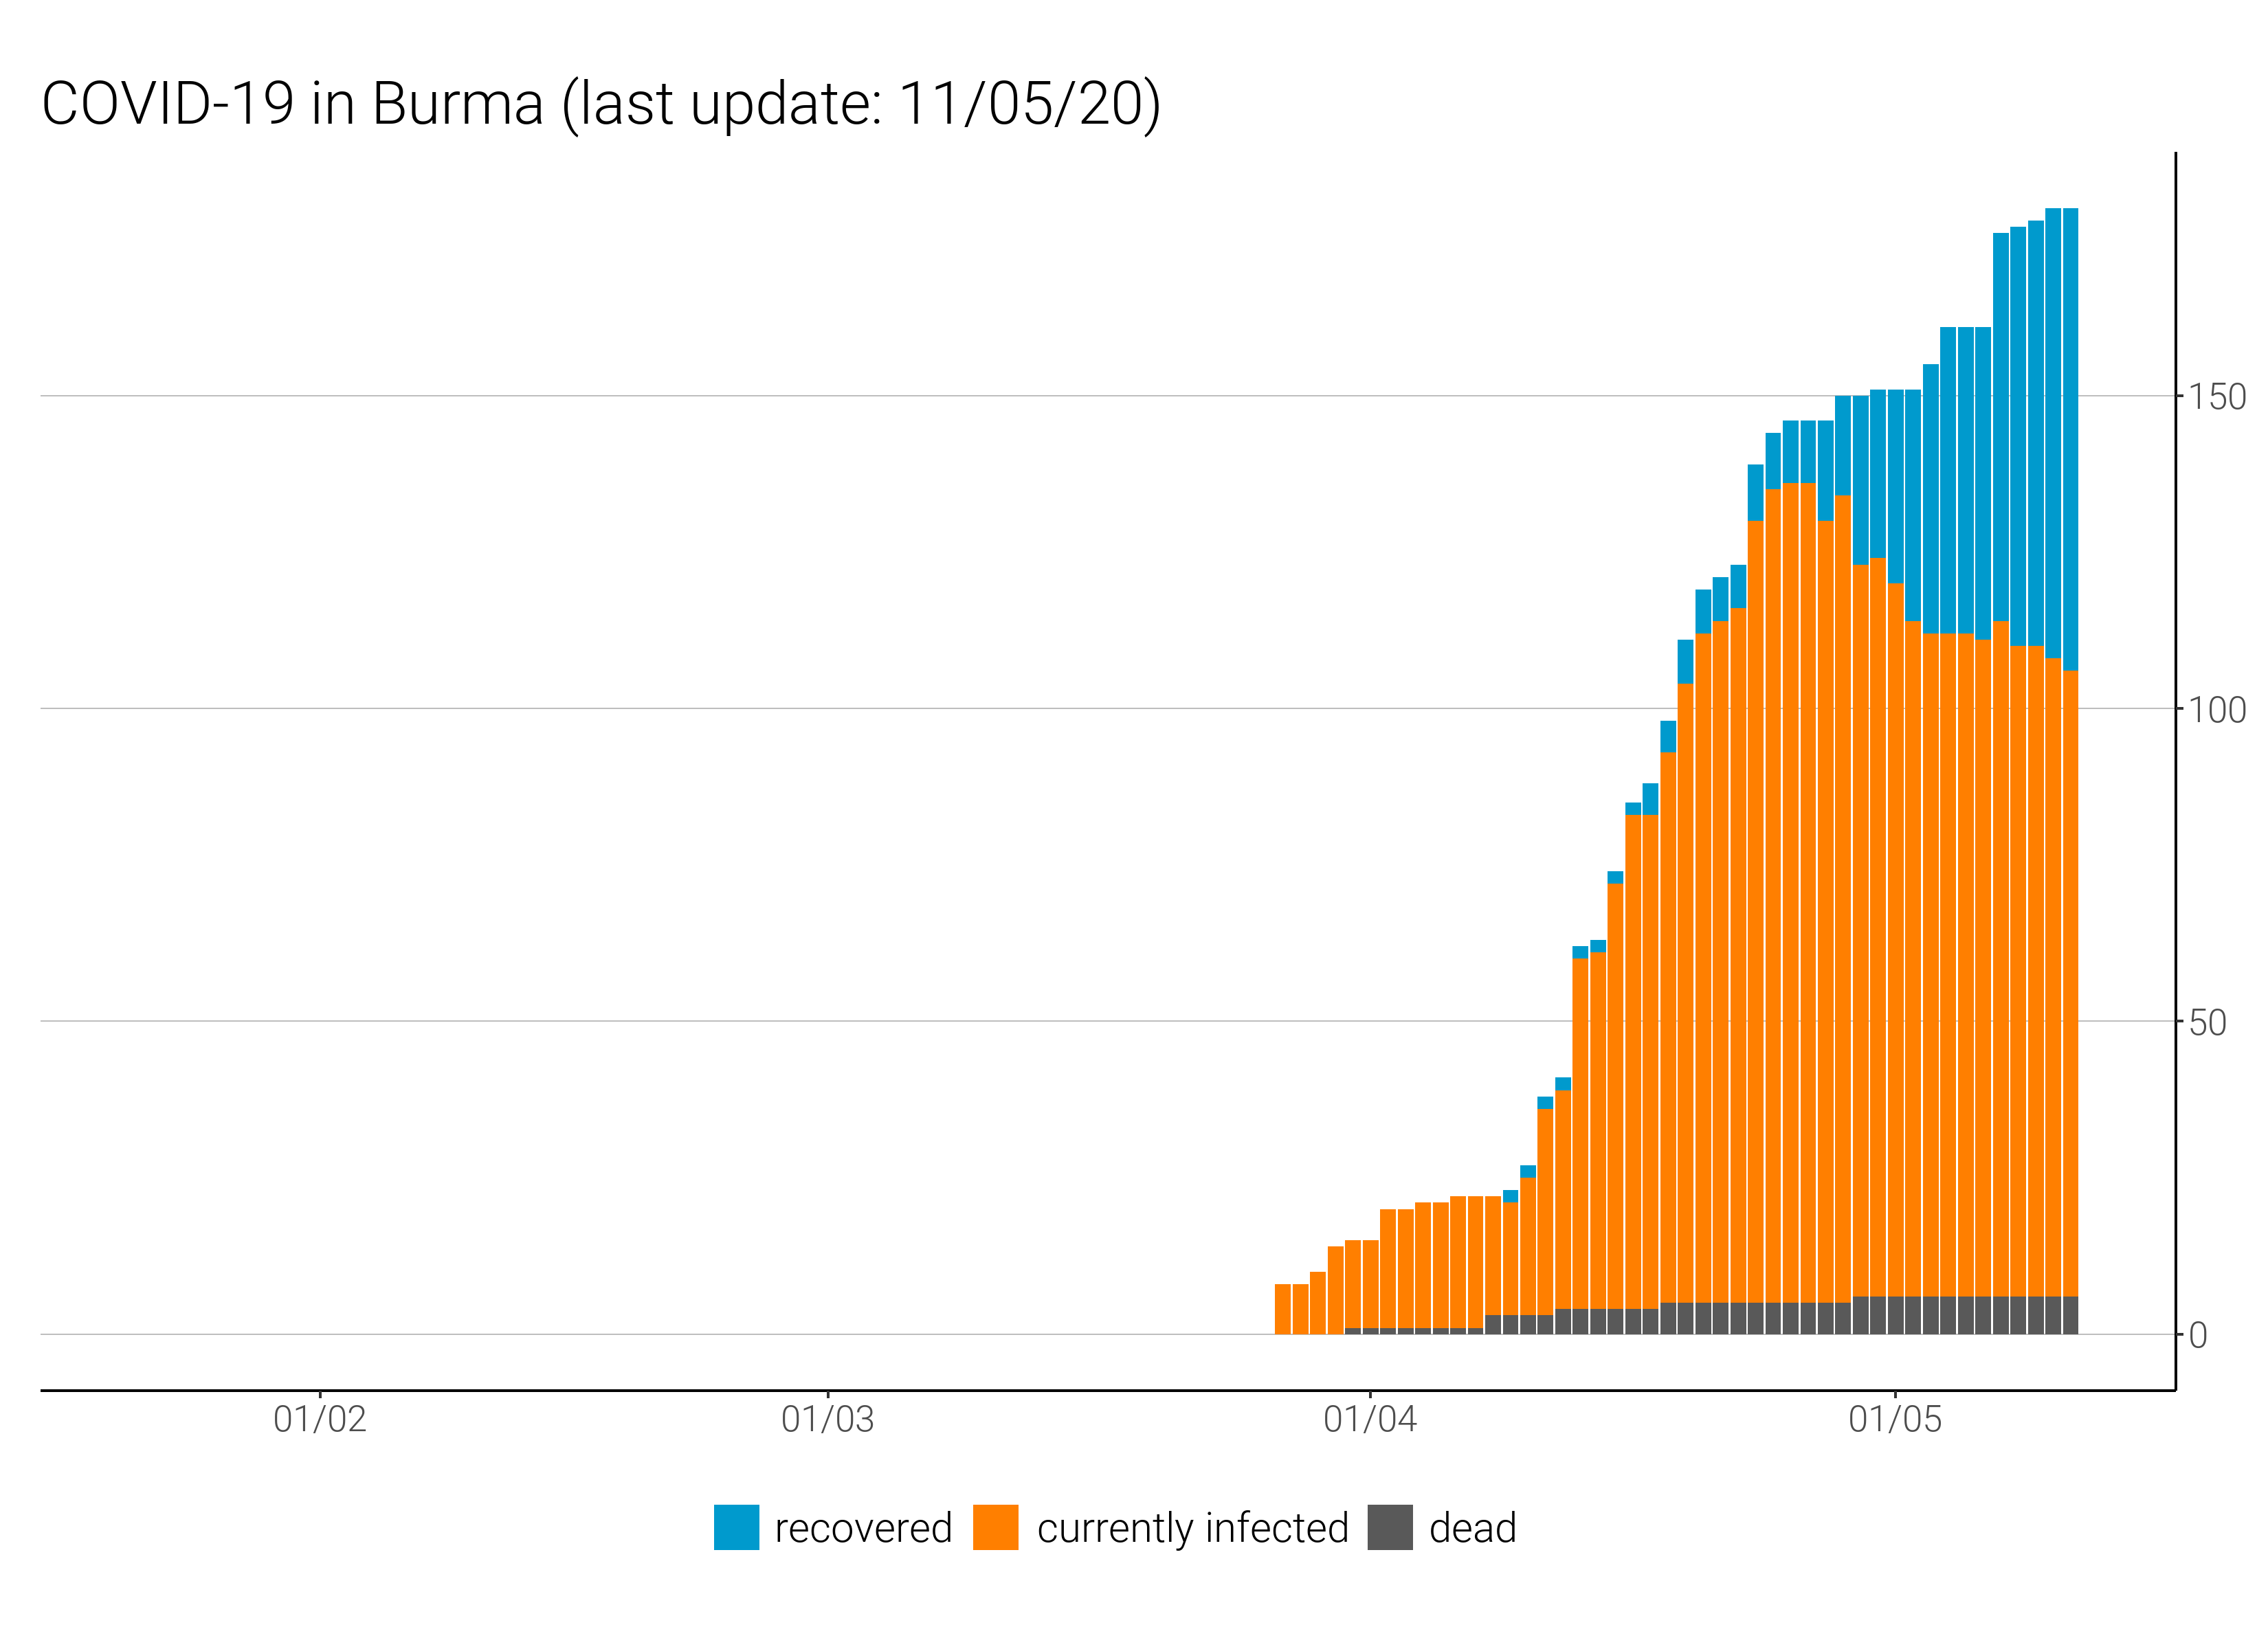 COVID-19 in Burma (last update: 11/05/20)
150
100
50
0
01/02 01/03 01/04 01/05
recovered currently infected dead